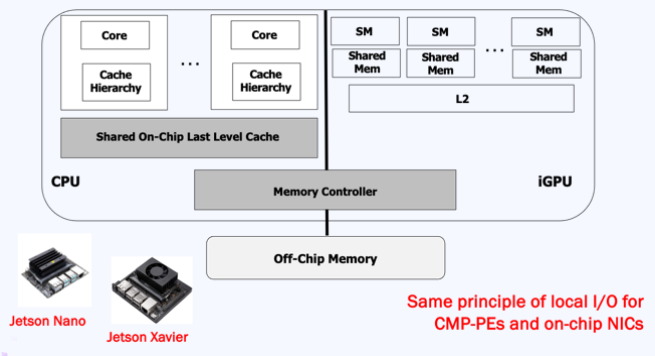 Core
Core
Cache
Hierarchy
Cache
Hierarchy
...
Shared On-Chip Last Level Cache
CPU
SM
SM
SM
Shared
Mem
Shared
Mem
...
Shared
Mem
L2
iGPU
Memory Controller
Off-Chip Memory
Jetson Nano
Jetson Xavier
Same principle of local I/O for
CMP-PEs and on-chip NICs